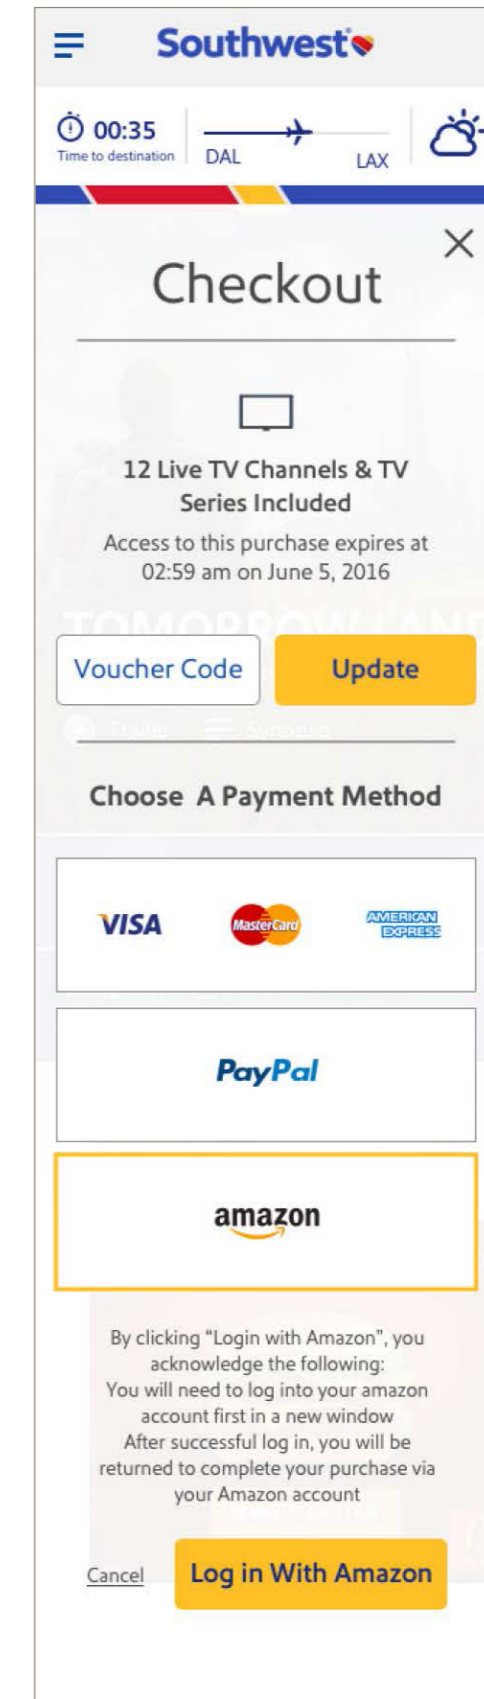 Southwest
00:35
Time to destination
DAL
LAX
Checkout
12 Live TV Channels & TV
Series Included
Access to this purchase expires at
02:59 am on June 5, 2016
TOMORROWLAND
Voucher Code
Update
Trailer
Synopsis
Choose A Payment Method
VISA
MasterCard
AMERICAN
EXPRESS
PayPal
amazon
By clicking “Login with Amazon”, you
acknowledge the following:
You will need to log into your amazon
account first in a new window
After successful log in, you will be
returned to complete your purchase via
your Amazon account
Cancel
Log in With Amazon